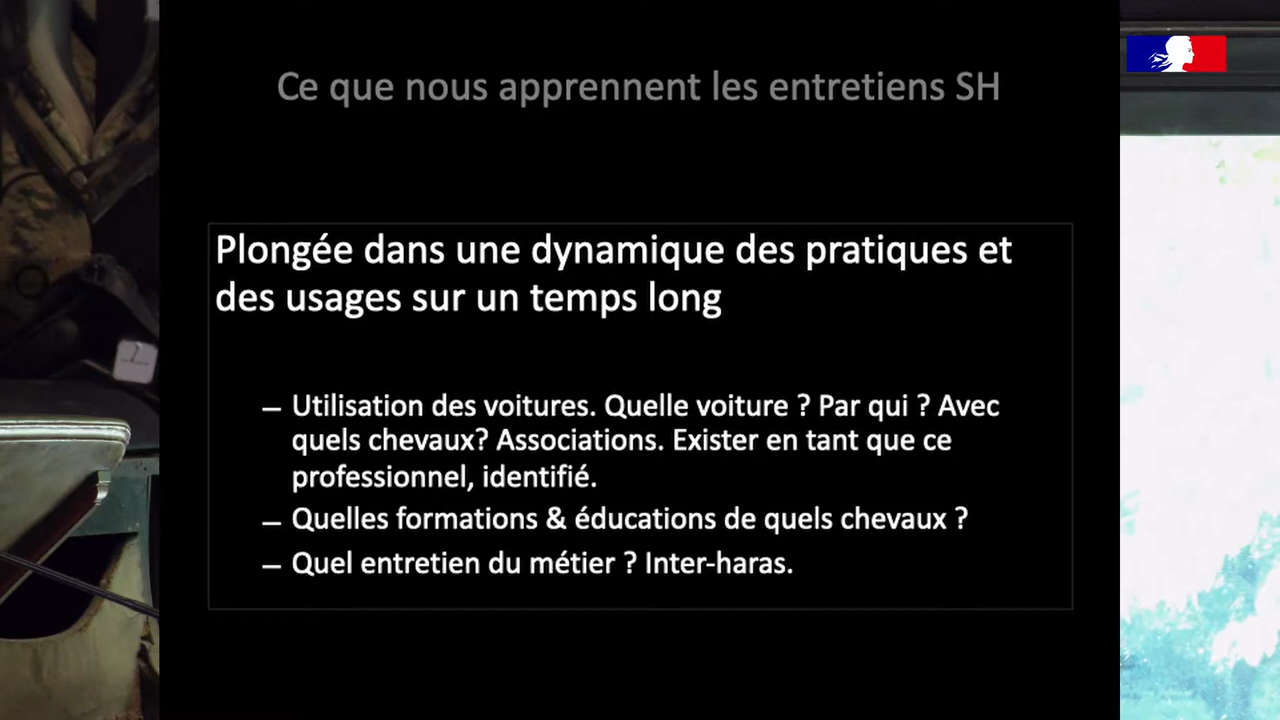 Ce que nous apprennent les entretiens SH
Plongée dans une dynamique des pratiques et
des usages sur un temps long
– Utilisation des voitures. Quelle voiture ? Par qui ? Avec
quels chevaux? Associations. Exister en tant que ce
professionnel, identifié.
– Quelles formations & éducations de quels chevaux ?
– Quel entretien du métier ? Inter-haras.